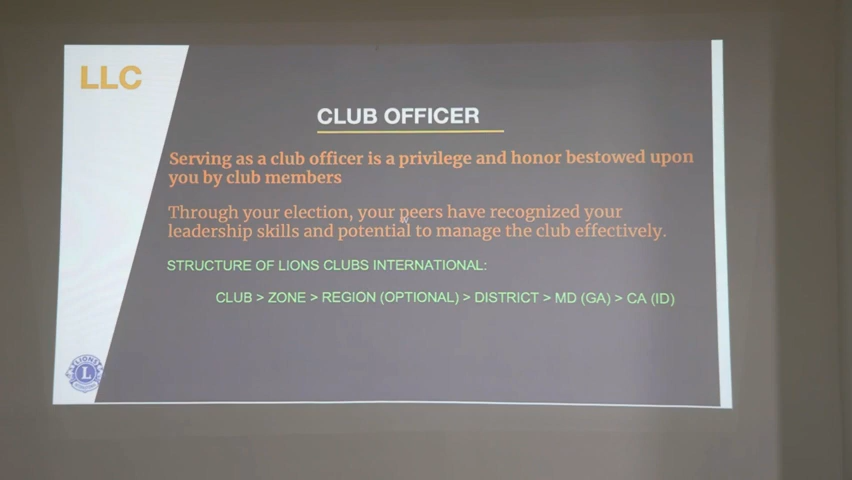 LLC
CLUB OFFICER
Serving as a club officer is a privilege and honor bestowed upon
you by club members
Through your election, your peers have recognized your
leadership skills and potential to manage the club effectively.
STRUCTURE OF LIONS CLUBS INTERNATIONAL:
CLUB > ZONE > REGION (OPTIONAL) > DISTRICT > MD (GA) > CA (ID)
LIONS
L